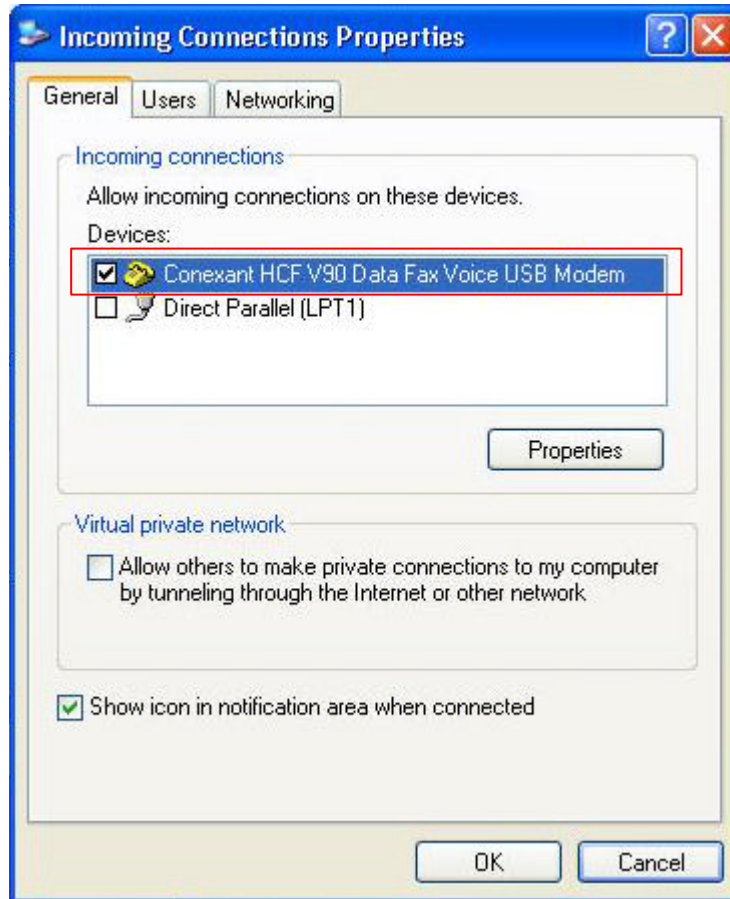 Incoming Connections Properties
General Users Networking
Incoming connections
Allow incoming connections on these devices.
Devices:
Conexant HCF V90 Data Fax Voice USB Modem
Direct Parallel (LPT1)
Properties
Virtual private network
Allow others to make private connections to my computer
by tunneling through the Internet or other network
Show icon in notification area when connected
OK Cancel